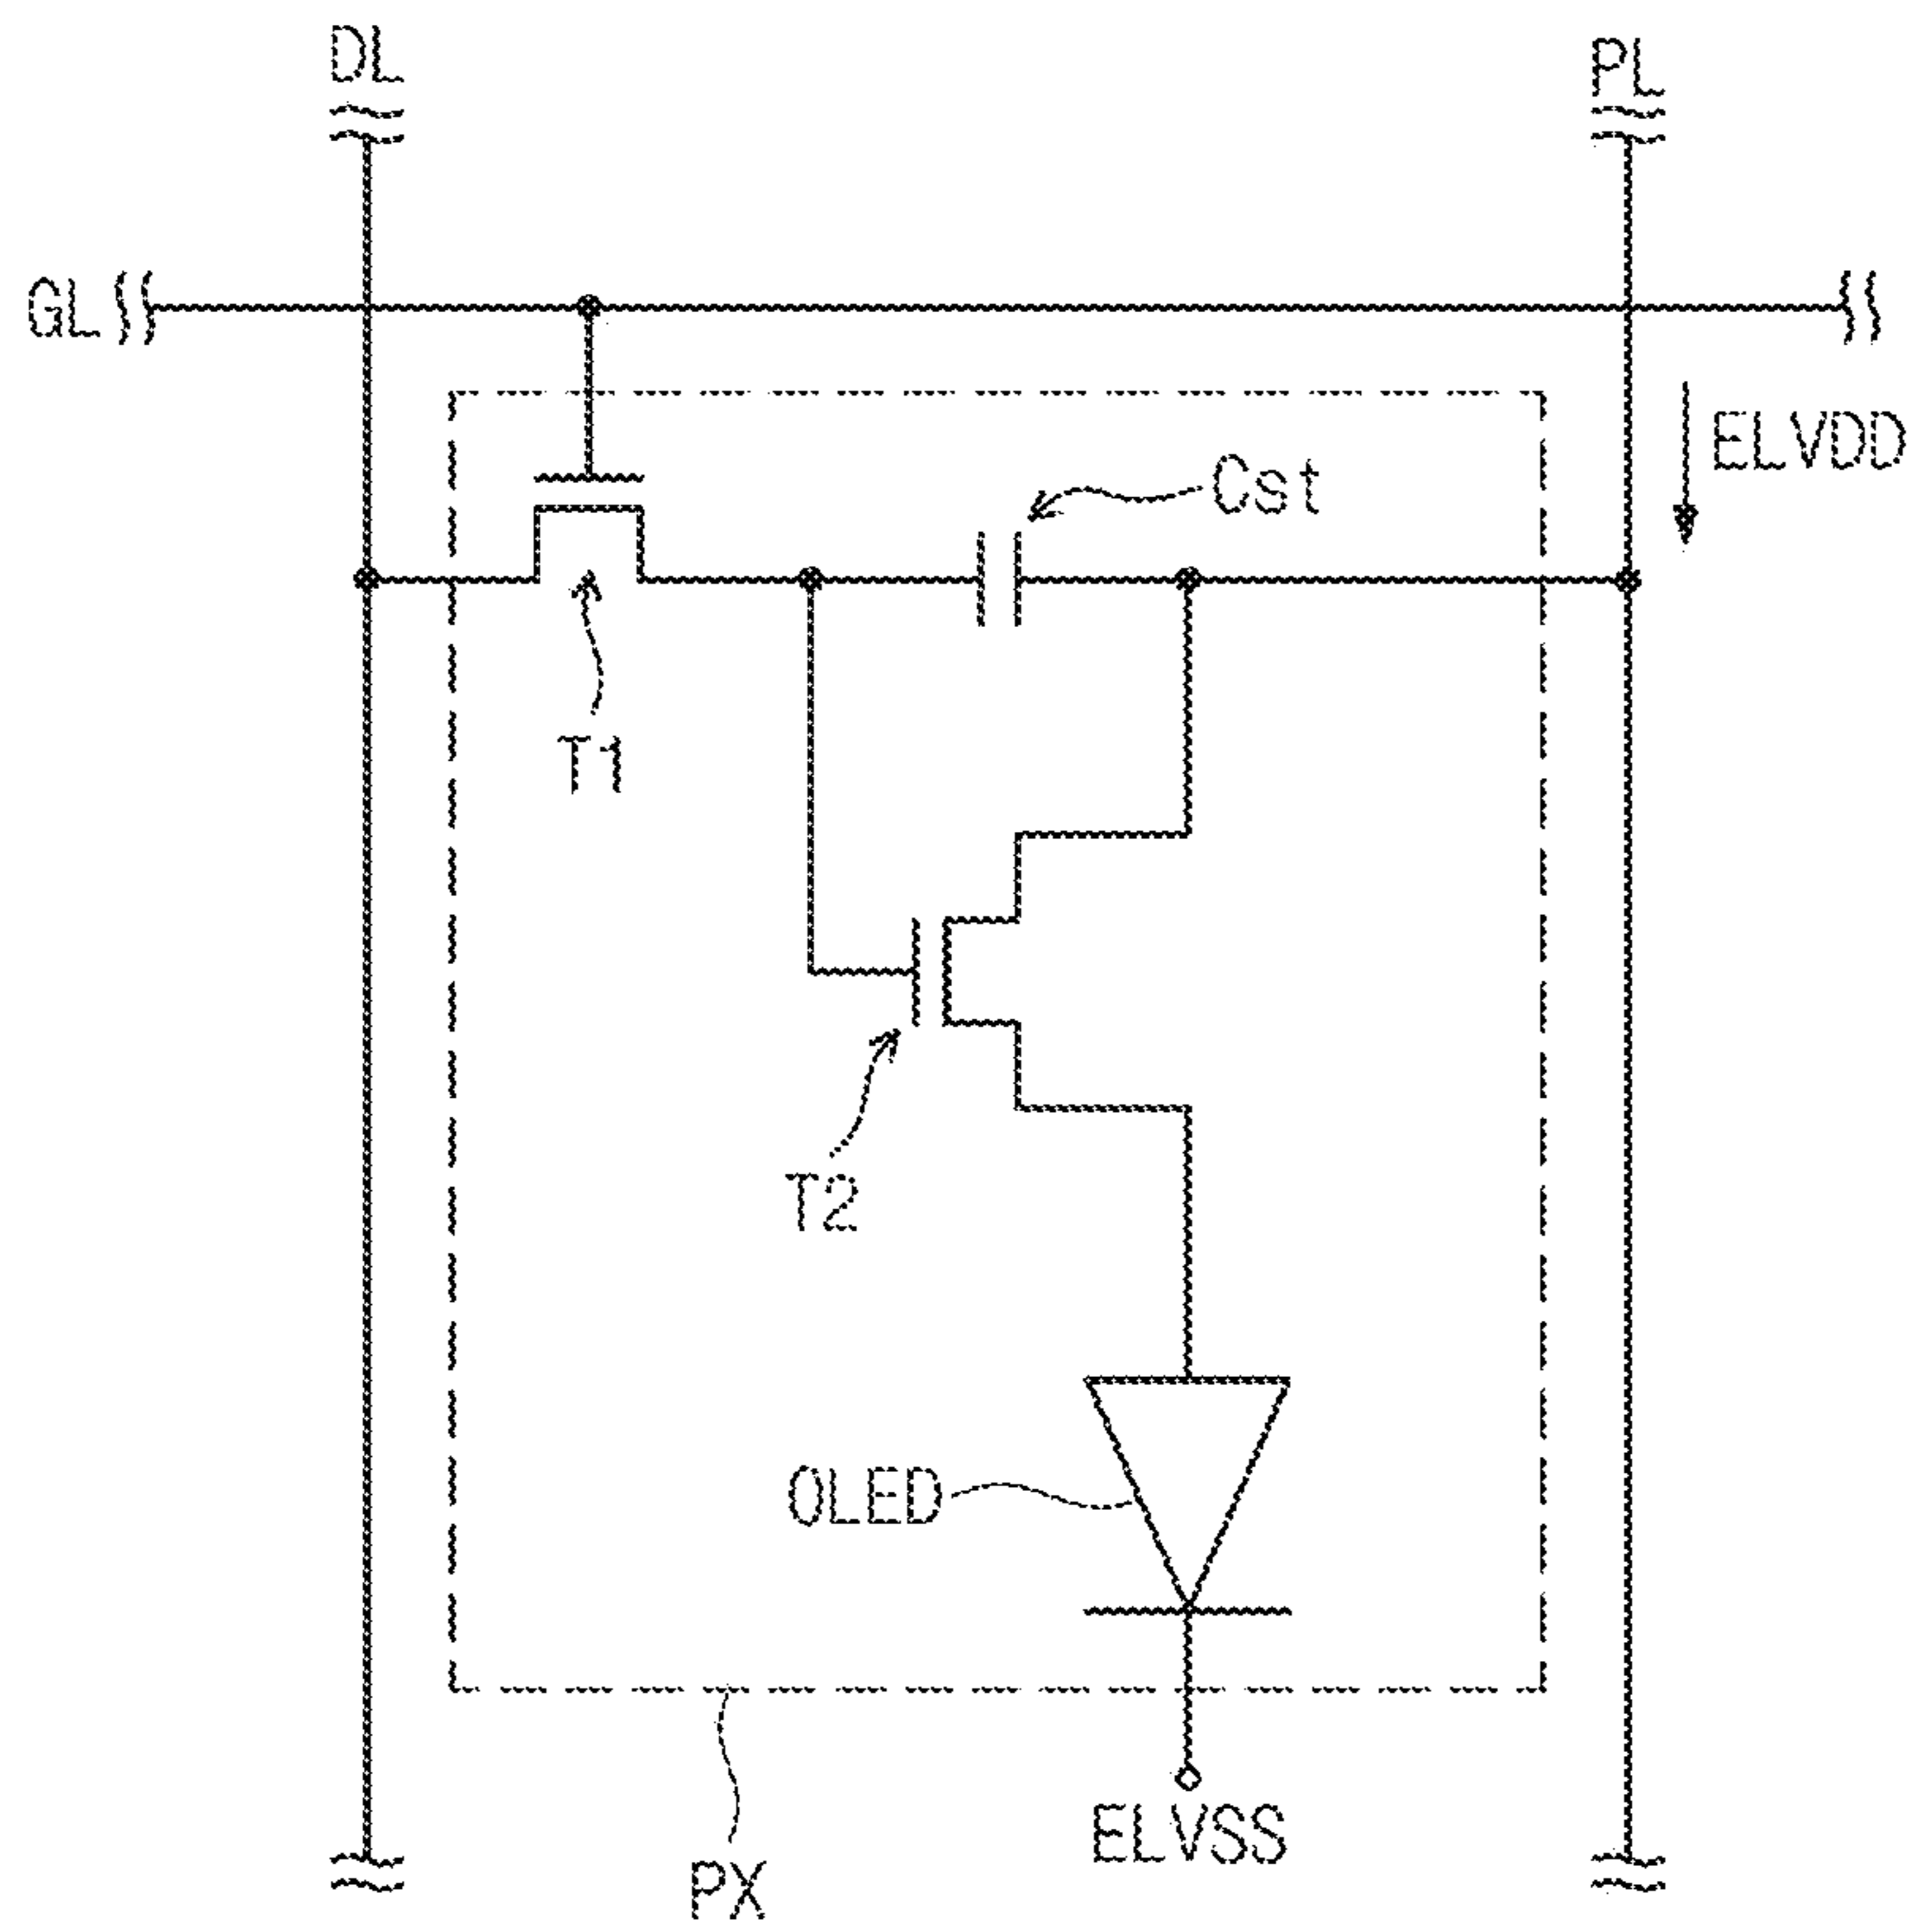 DL
PL
GL
ELVDD
Cst
T1
T2
OLED
ELVSS
PX